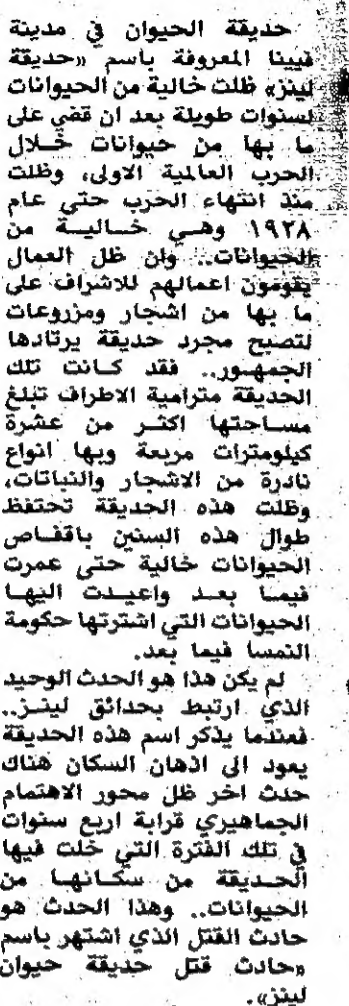 حديقة الحيوان في مدينة
فيينا المعروفة باسم «حديقة
لينز» ظلت خالية من الحيوانات
لسنوات طويلة بعد ان قضي على
ما بها من حيوانات خلال
الحرب العالمية الاولى، وظلت
منذ انتهاء الحرب حتى عام
١٩٢٨ وهي خالية من
الحيوانات.. وان ظل العمال
يقومون اعمالهم للاشراف على
ما بها من اشجار ومزروعات
لتصبح مجرد حديقة يرتادها
الجمهور.. فقد كانت تلك
الحديقة مترامية الاطراف تبلغ
مساحتها اكثر من عشرة
كيلومترات مربعة وبها انواع
نادرة من الاشجار والنباتات،
وظلت هذه الحديقة تحتفظ
طوال هذه السنين باقفاص
الحيوانات خالية حتى عمرت
فيما بعد واعيدت اليها
الحيوانات التي اشترتها حكومة
النمسا فيما بعد.
لم يكن هذا هو الحدث الوحيد
الذي ارتبط بحدائق لينز..
فعندما يذكر اسم هذه الحديقة
يعود الى اذهان السكان هناك
حدث اخر ظل محور الاهتمام
الجماهيري قرابة اربع سنوات
في تلك الفترة التي خلت فيها
الحديقة من سكانها من
الحيوانات.. وهذا الحدث هو
حادث القتل الذي اشتهر باسم
«حادث قتل حديقة حيوان
لينز».